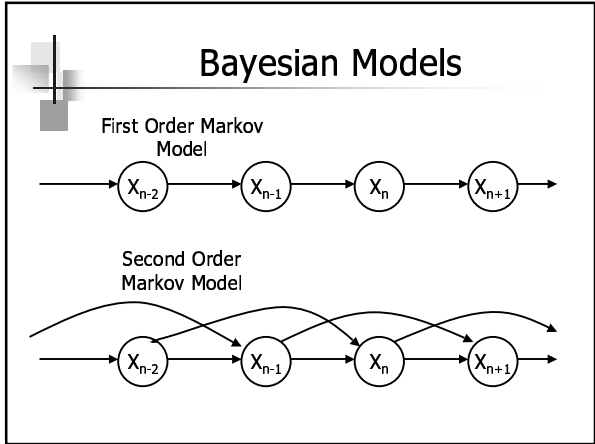 Bayesian Models
First Order Markov
Model
Xn-2 Xn-1 Xn Xn+1
Second Order
Markov Model
Xn-2 Xn-1 Xn Xn+1